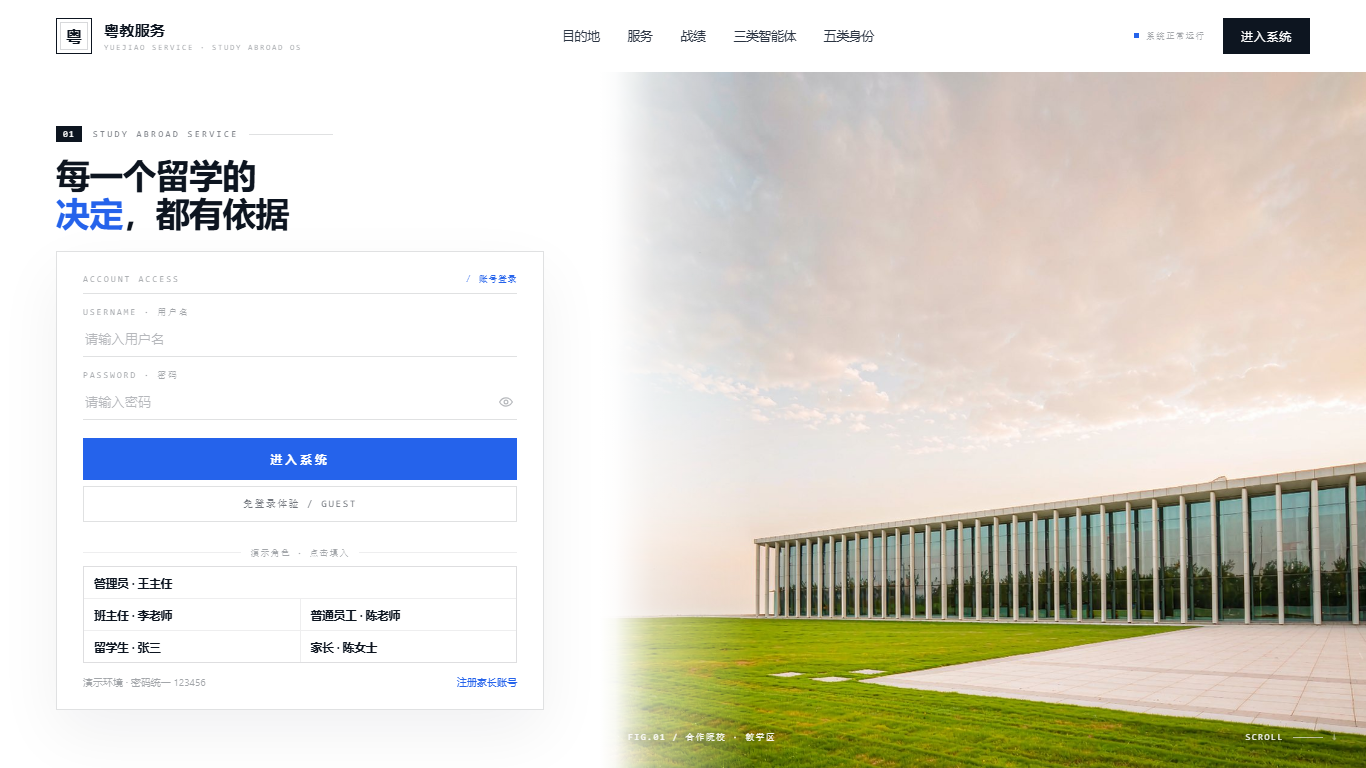 粤
粤教服务
YUEJIAO SERVICE · STUDY ABROAD OS
目的地 服务 战绩 三类智能体 五类身份
系统正常运行
进入系统
01 STUDY ABROAD SERVICE
每一个留学的
决定，都有依据
ACCOUNT ACCESS / 账号登录
USERNAME · 用户名
请输入用户名
PASSWORD · 密码
请输入密码
进入系统
免登录体验 / GUEST
演示角色 · 点击填入
管理员 · 王主任
班主任 · 李老师 普通员工 · 陈老师
留学生 · 张三 家长 · 陈女士
演示环境 · 密码统一 123456 注册家长账号
FIG.01 / 合作院校 · 教学区
SCROLL